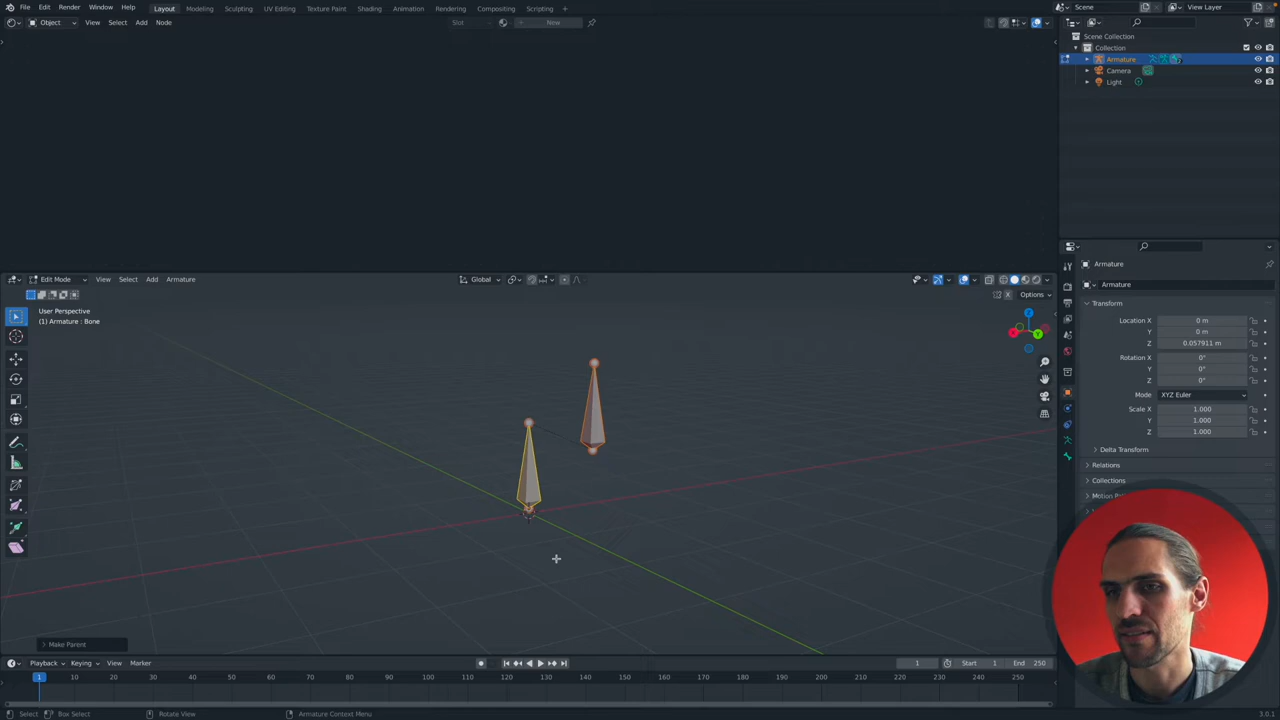 File Edit Render Window Help Layout Modeling Sculpting UV Editing Texture Paint Shading Animation Rendering Compositing Scripting + Scene View Layer
Object View Select Add Node Slot New
Scene Collection
Collection
Armature
Camera
Light
Edit Mode View Select Add Armature Global
Options
User Perspective
(1) Armature : Bone
X
Y
Z
Armature
Armature
Transform
Location X 0 m
Y 0 m
Z 0.057911 m
Rotation X 0°
Y 0°
Z 0°
Mode XYZ Euler
Scale X 1.000
Y 1.000
Z 1.000
Delta Transform
Relations
Collections
Make Parent
Playback Keying View Marker 1 Start 1 End 250
1 10 20 30 40 50 60 70 80 90 100 110 120 130 140 150 160 170 180 190 200 210 220 230 240 250
Select Box Select Rotate View Armature Context Menu 3.0.1